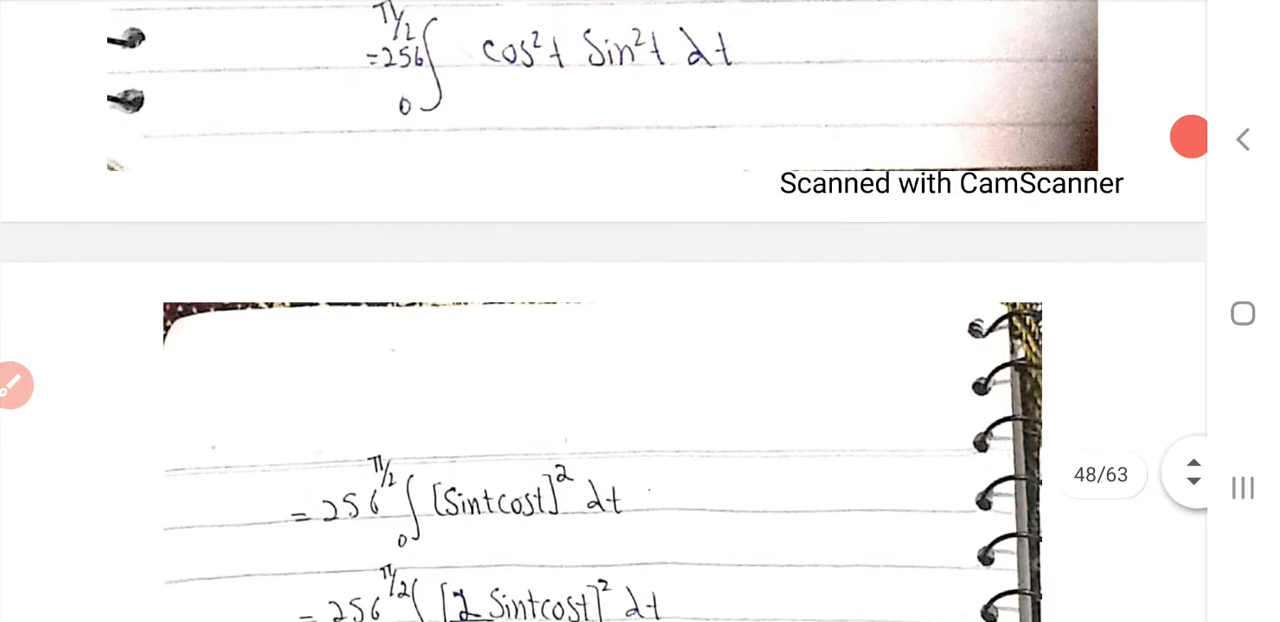 π/2
=256∫ cos²t Sin²t dt
0
Scanned with CamScanner
48/63
π/2
= 256 ∫ [Sintcost]² dt
0
π/2
= 256 ∫ [2 Sintcost]² dt